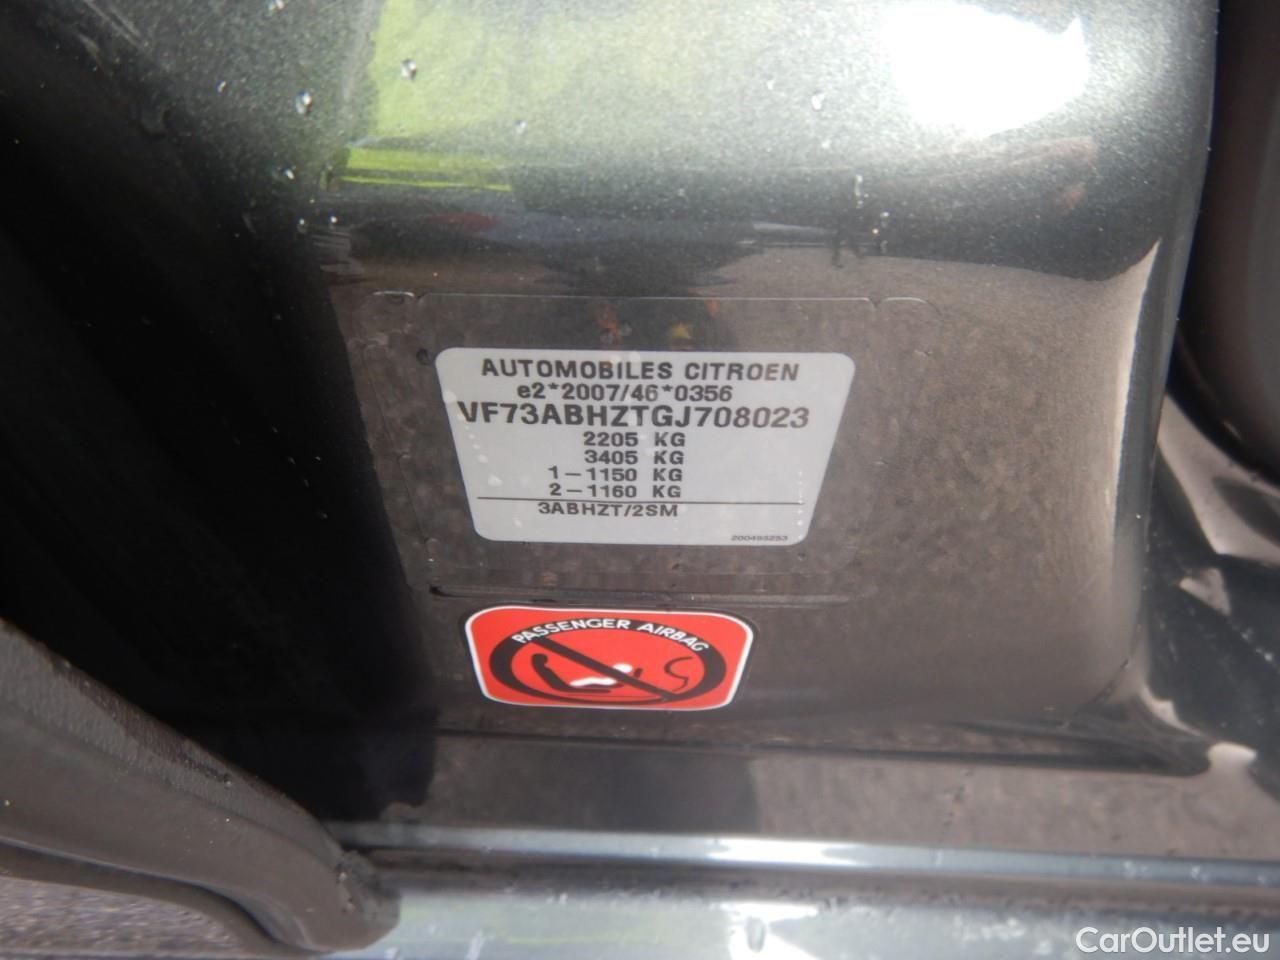 AUTOMOBILES CITROEN
e2*2007/46*0356
VF73ABHZTGJ708023
2205 KG
3405 KG
1-1150 KG
2-1160 KG
3ABHZT/2SM
200495253
PASSENGER AIRBAG
CarOutlet.eu